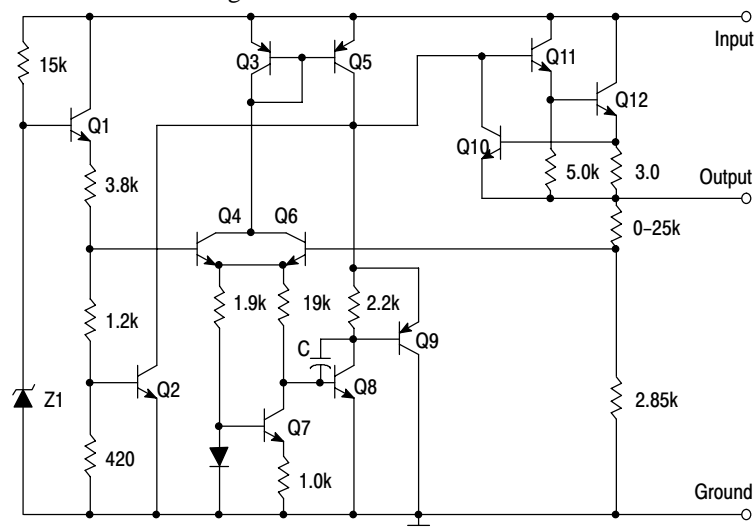 Input
15k
Q3
Q5
Q11
Q12
Q1
Q10
3.8k
5.0k
3.0
Output
Q4
Q6
0–25k
1.9k
19k
2.2k
1.2k
C
Q9
Z1
Q2
Q8
2.85k
Q7
420
1.0k
Ground